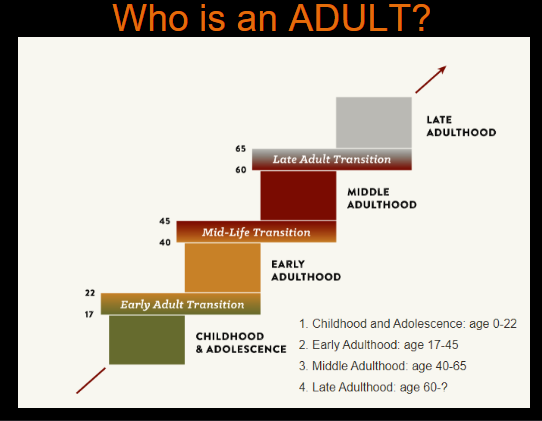 Who is an ADULT?
LATE
ADULTHOOD
65
Late Adult Transition
60
MIDDLE
ADULTHOOD
45
Mid-Life Transition
40
EARLY
ADULTHOOD
22
Early Adult Transition
17
CHILDHOOD
& ADOLESCENCE
1. Childhood and Adolescence: age 0-22
2. Early Adulthood: age 17-45
3. Middle Adulthood: age 40-65
4. Late Adulthood: age 60-?